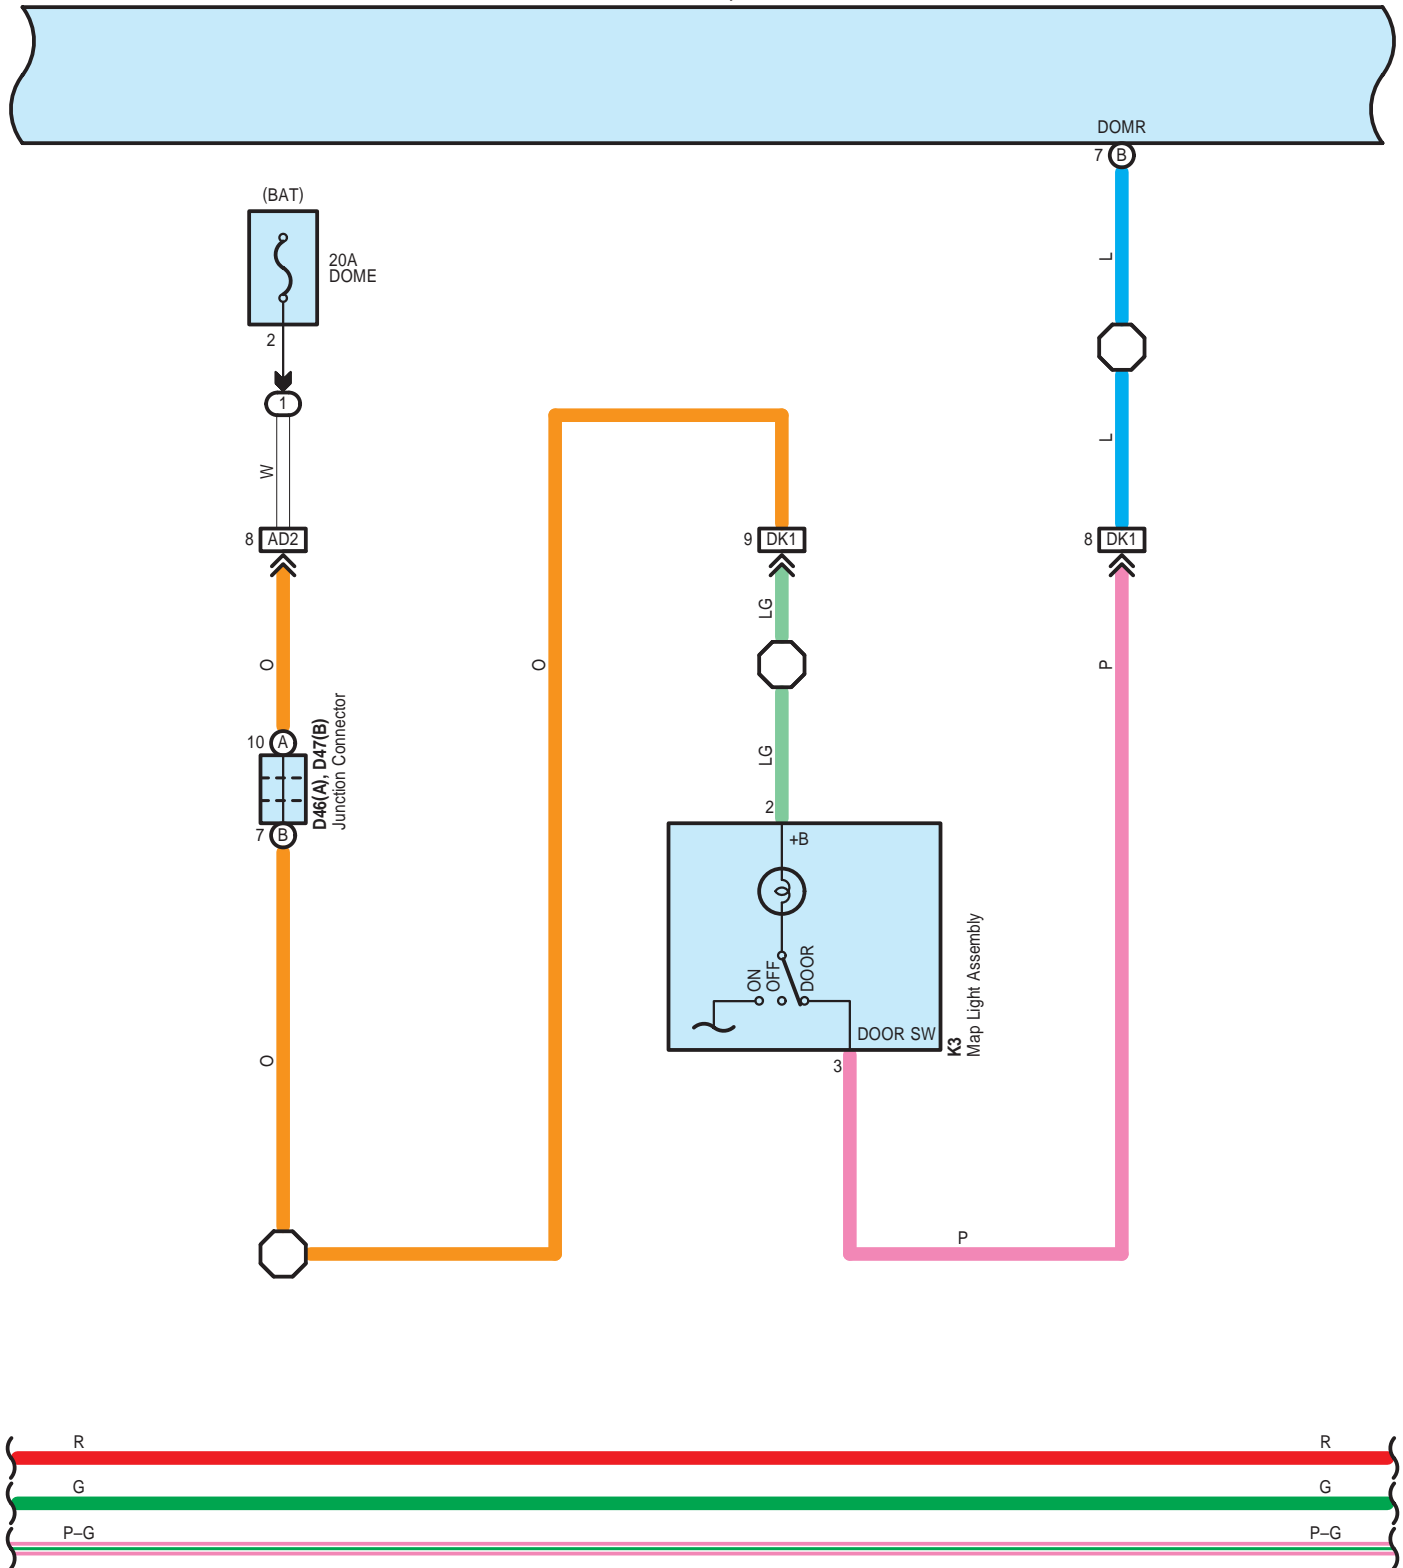 DOMR
7 B
(BAT)
20A
DOME
2
1
L
L
W
8 AD2
9 DK1
8 DK1
LG
O
O
P
10 A
D46(A), D47(B)
Junction Connector
7 B
LG
2
+B
ON
OFF
DOOR
DOOR SW
K3
Map Light Assembly
3
O
P
R R
G G
P–G P–G